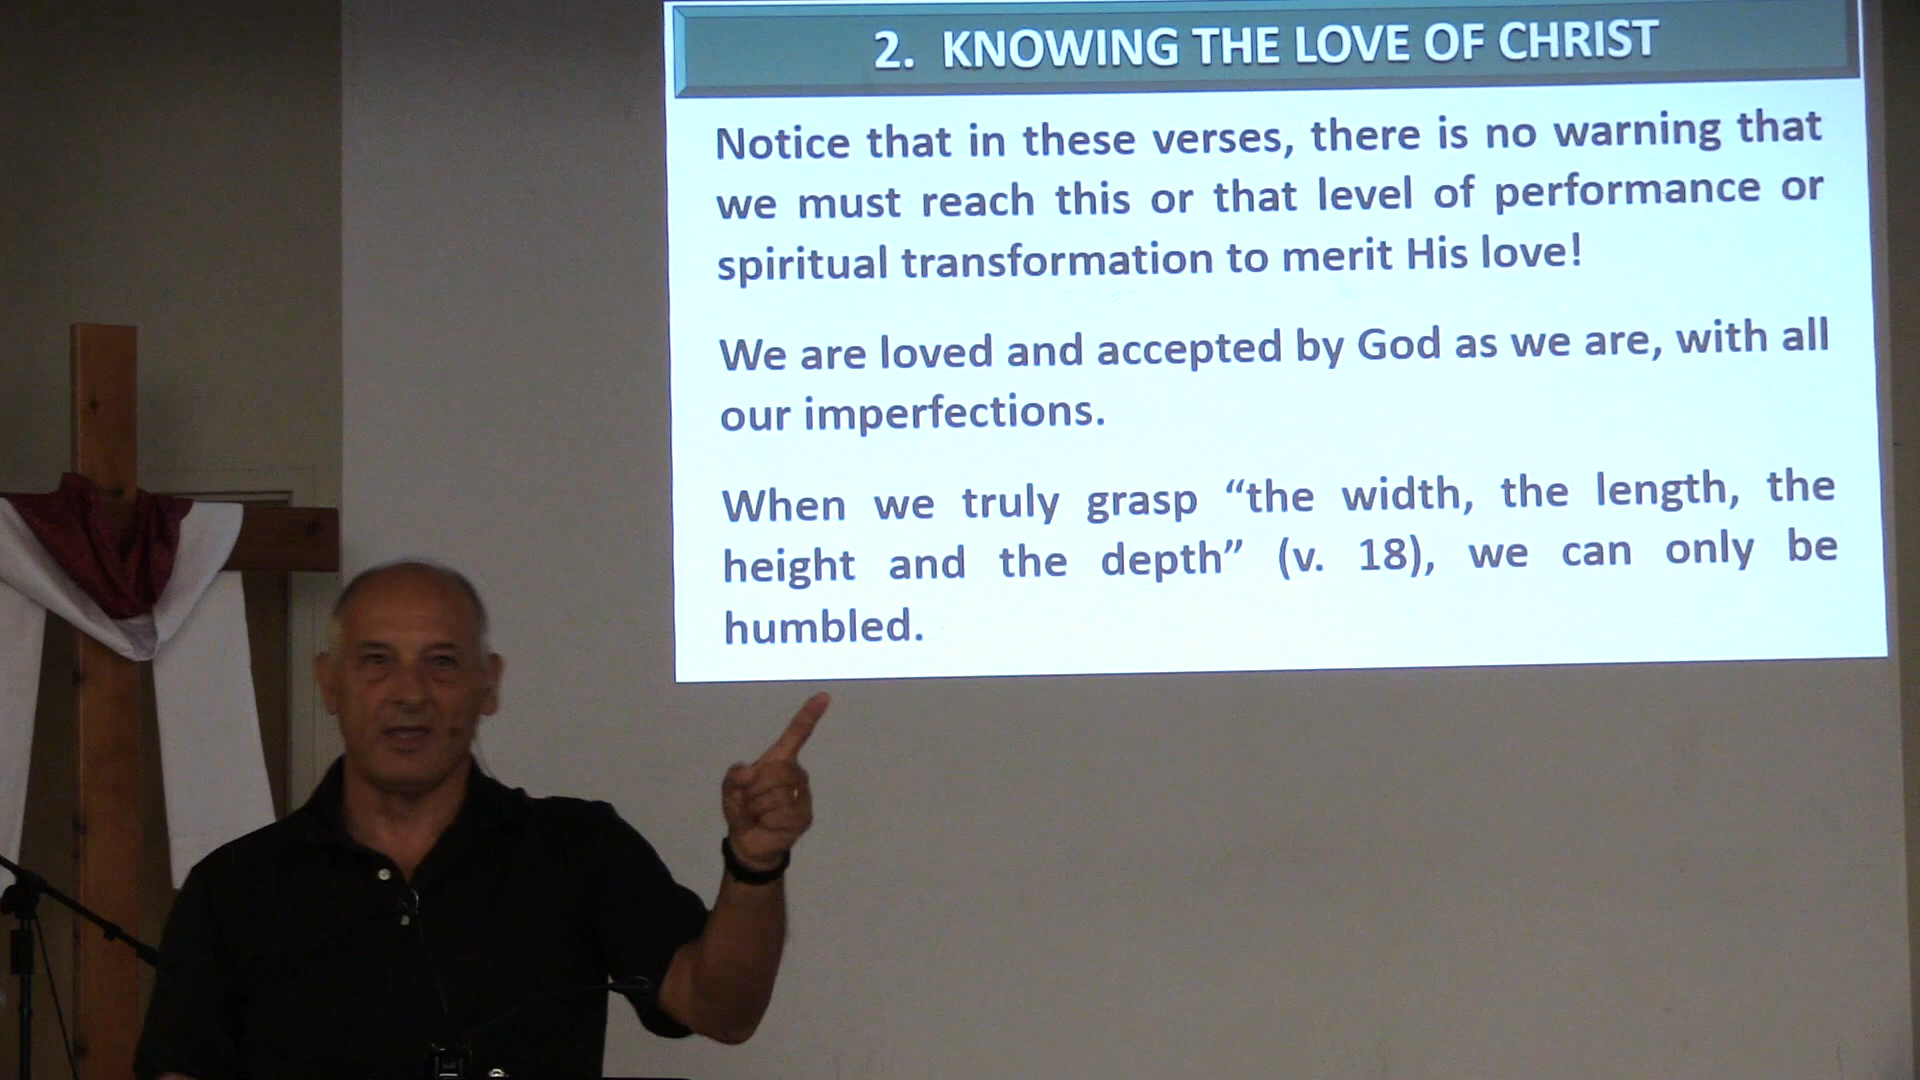 2. KNOWING THE LOVE OF CHRIST
Notice that in these verses, there is no warning that
we must reach this or that level of performance or
spiritual transformation to merit His love!
We are loved and accepted by God as we are, with all
our imperfections.
When we truly grasp “the width, the length, the
height and the depth” (v. 18), we can only be
humbled.